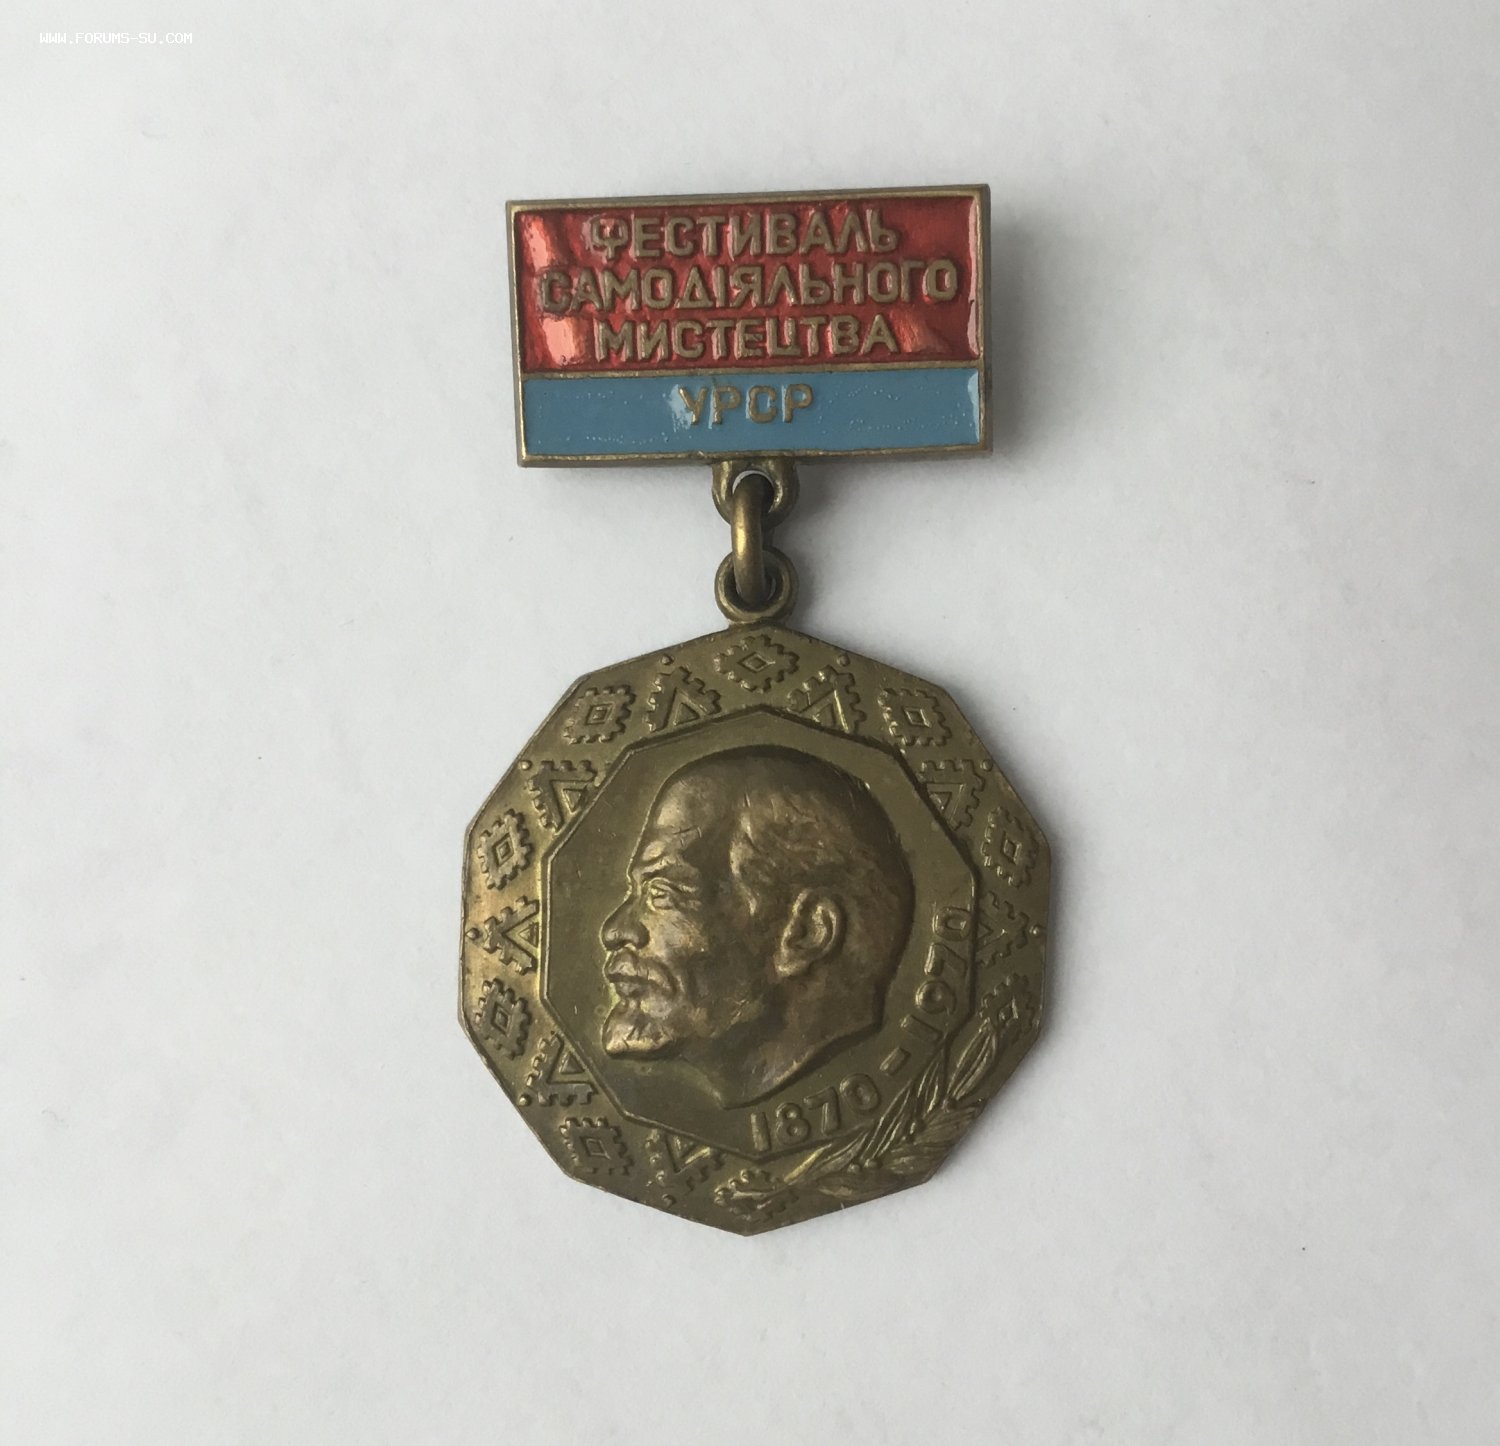 WWW.FORUMS-SU.COM
ФЕСТИВАЛЬ
САМОДІЯЛЬНОГО
МИСТЕЦТВА
УРСР
1870-1970